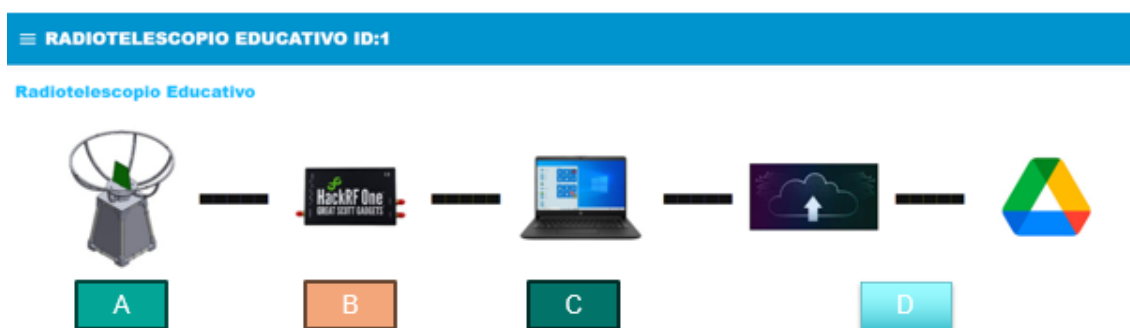 ≡ RADIOTELESCOPIO EDUCATIVO ID:1
Radiotelescopio Educativo
HackRF One
GREAT SCOTT GADGETS
A B C D